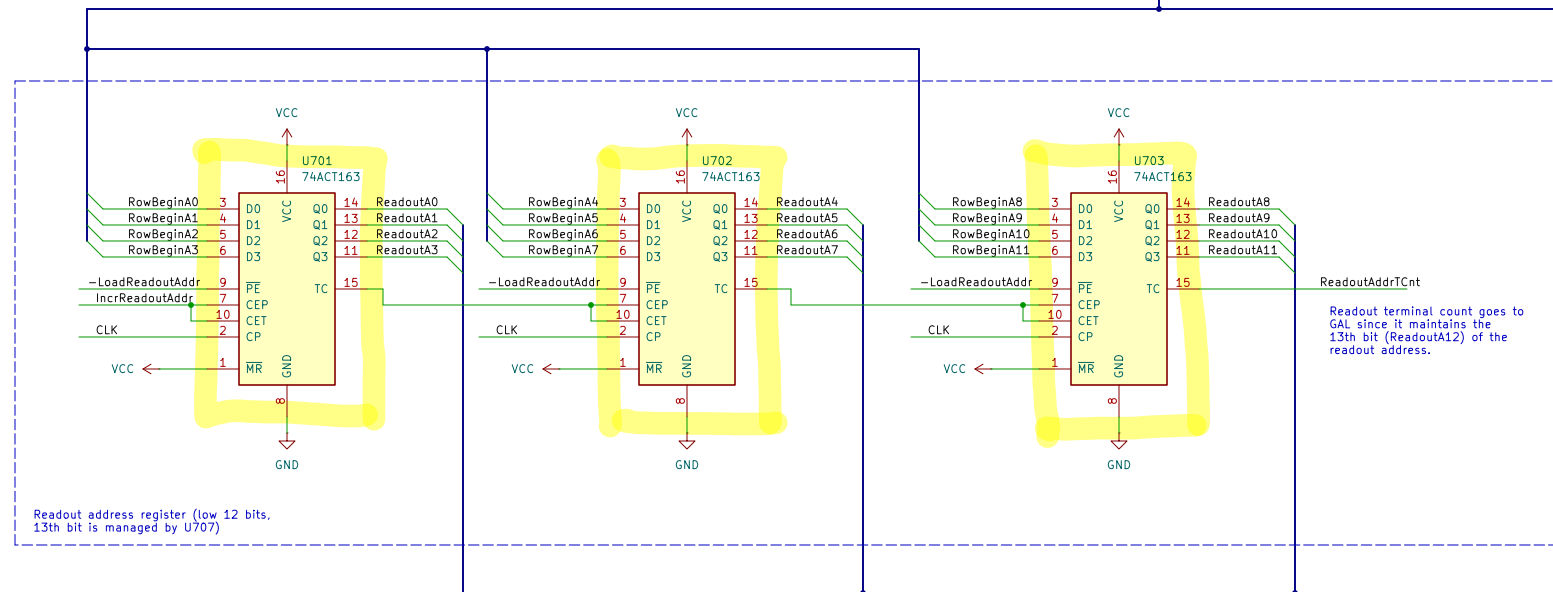 VCC
VCC
VCC
U701
74ACT163
U702
74ACT163
U703
74ACT163
16
VCC
16
VCC
16
VCC
RowBeginA0 3 D0 Q0 14 ReadoutA0
RowBeginA1 4 D1 Q1 13 ReadoutA1
RowBeginA2 5 D2 Q2 12 ReadoutA2
RowBeginA3 6 D3 Q3 11 ReadoutA3
-LoadReadoutAddr 9 PE TC 15
IncrReadoutAddr 7 CEP
10 CET
CLK 2 CP
VCC 1 MR
GND
8
GND
RowBeginA4 3 D0 Q0 14 ReadoutA4
RowBeginA5 4 D1 Q1 13 ReadoutA5
RowBeginA6 5 D2 Q2 12 ReadoutA6
RowBeginA7 6 D3 Q3 11 ReadoutA7
-LoadReadoutAddr 9 PE TC 15
7 CEP
10 CET
CLK 2 CP
VCC 1 MR
GND
8
GND
RowBeginA8 3 D0 Q0 14 ReadoutA8
RowBeginA9 4 D1 Q1 13 ReadoutA9
RowBeginA10 5 D2 Q2 12 ReadoutA10
RowBeginA11 6 D3 Q3 11 ReadoutA11
-LoadReadoutAddr 9 PE TC 15 ReadoutAddrTCnt
7 CEP
10 CET
CLK 2 CP
VCC 1 MR
GND
8
GND
Readout terminal count goes to
GAL since it maintains the
13th bit (ReadoutA12) of the
readout address.
Readout address register (low 12 bits,
13th bit is managed by U707)